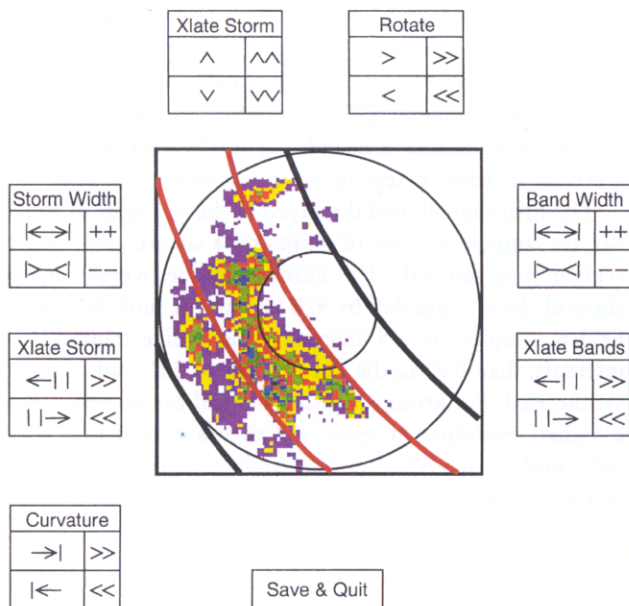 Xlate Storm
∧ ∧∧
∨ ∨∨
Rotate
> >>
< <<
Storm Width
|<->| ++
|>-<| --
Band Width
|<->| ++
|>-<| --
Xlate Storm
←|| >>
||→ <<
Xlate Bands
←|| >>
||→ <<
Curvature
→| >>
|← <<
Save & Quit